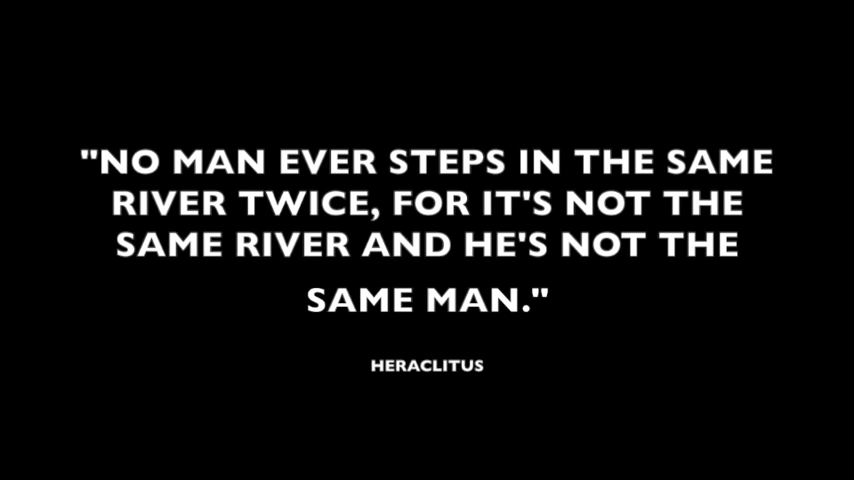 "NO MAN EVER STEPS IN THE SAME
RIVER TWICE, FOR IT'S NOT THE
SAME RIVER AND HE'S NOT THE
SAME MAN."
HERACLITUS